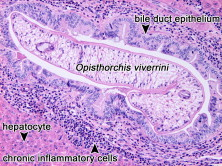 bile duct epithelium
Opisthorchis viverrini
hepatocyte
chronic inflammatory cells